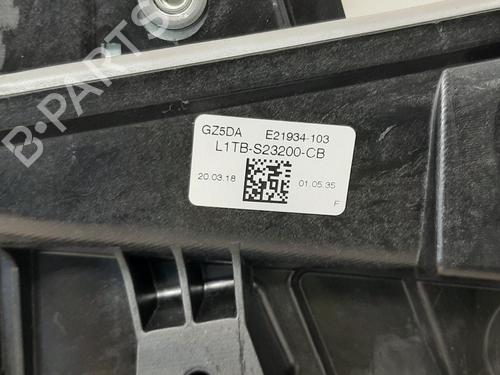 B-PARTS
GZ5DA E21934-103
L1TB-S23200-CB
20.03.18 01.05.35
F